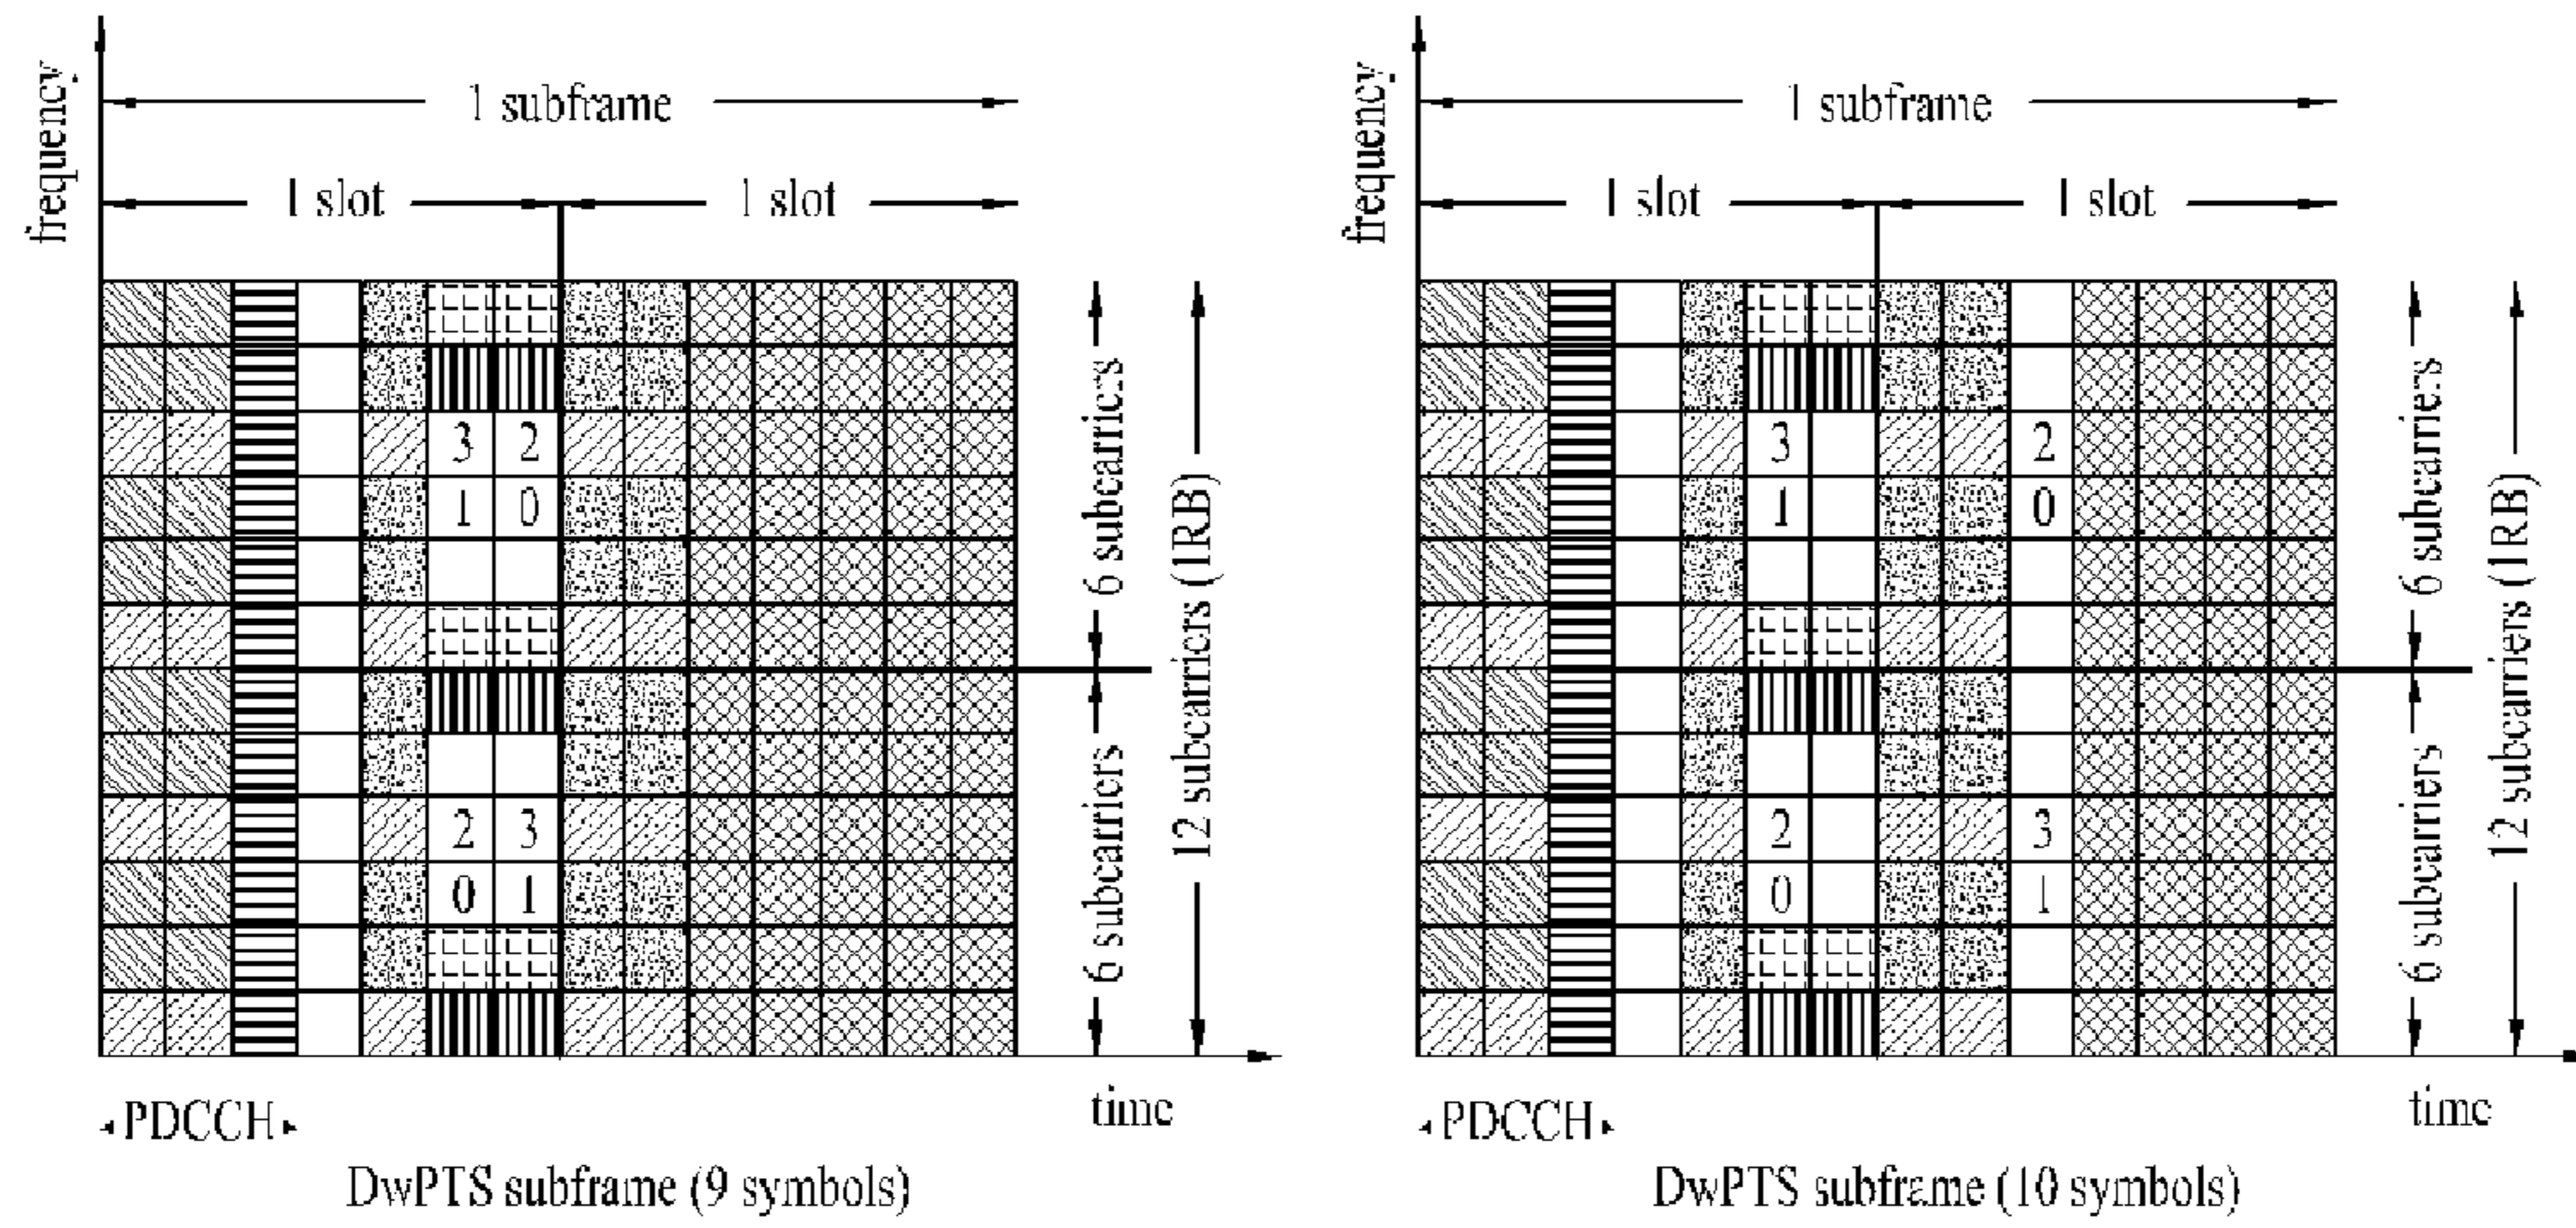 frequency
1 subframe
1 slot 1 slot
3 2
1 0
2 3
0 1
6 subcarriers
6 subcarriers
12 subcarriers (1RB)
time
PDCCH
DwPTS subframe (9 symbols)
frequency
1 subframe
1 slot 1 slot
3 2
1 0
2 3
0 1
6 subcarriers
6 subcarriers
12 subcarriers (1RB)
time
PDCCH
DwPTS subframe (10 symbols)